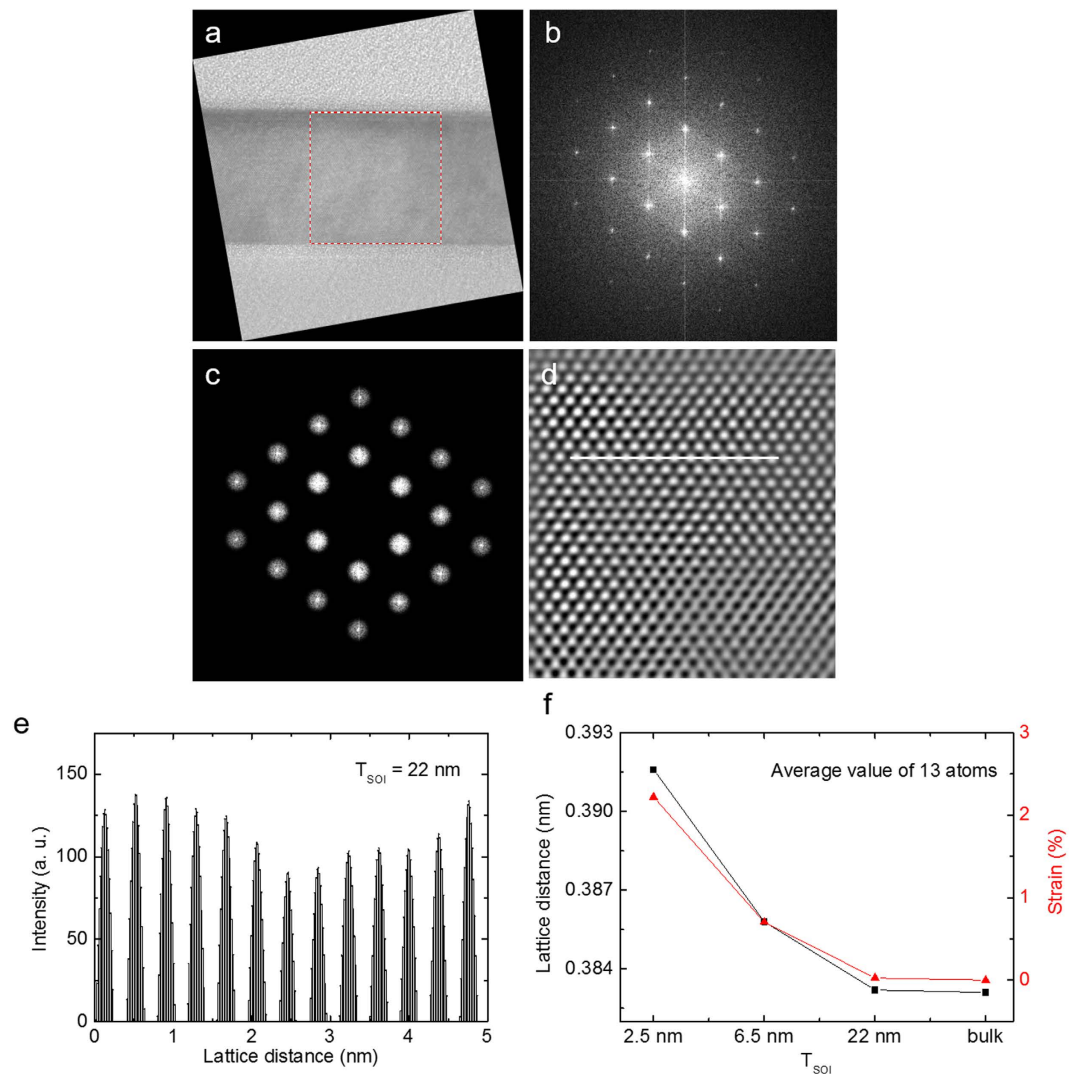 a
b
c
d
e
T_SOI = 22 nm
150
100
50
0
Intensity (a. u.)
0 1 2 3 4 5
Lattice distance (nm)
f
Average value of 13 atoms
0.393
0.390
0.387
0.384
Lattice distance (nm)
3
2
1
0
Strain (%)
2.5 nm 6.5 nm 22 nm bulk
T_SOI